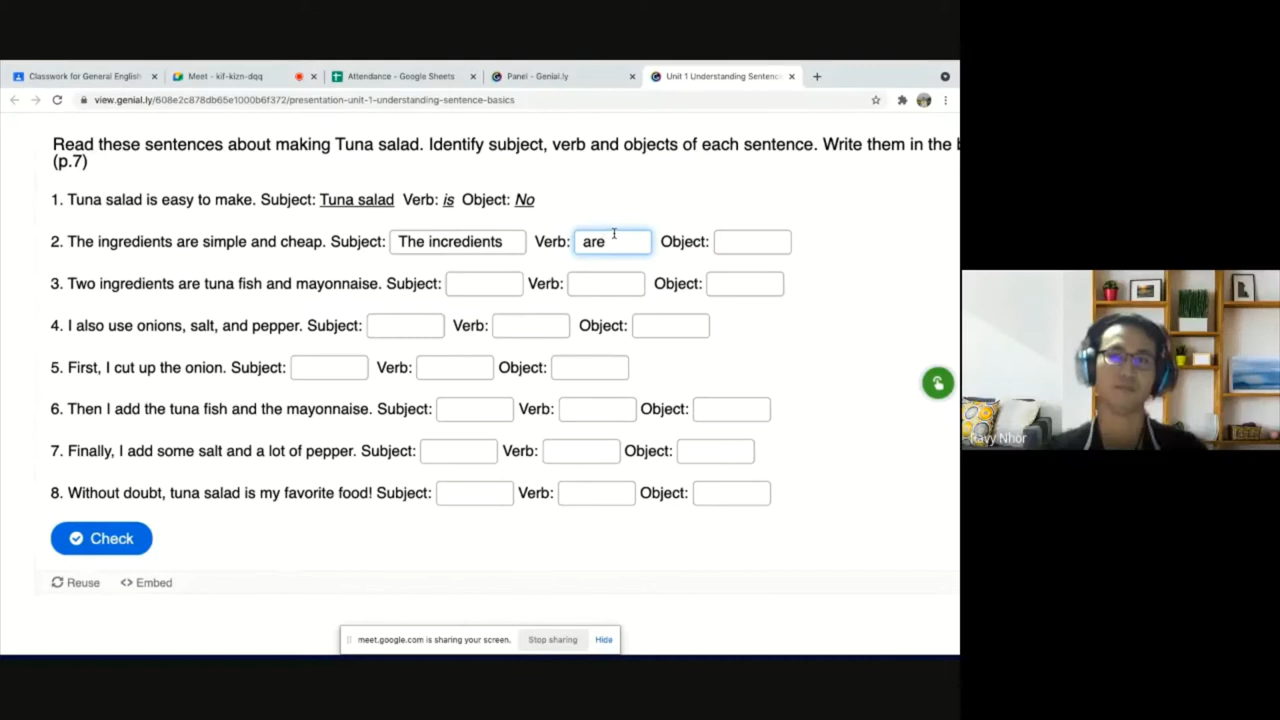 Classwork for General English
Meet - kif-kizn-dqq
Attendance - Google Sheets
Panel - Genial.ly
Unit 1 Understanding Sentenc
view.genial.ly/608e2c878db65e1000b6f372/presentation-unit-1-understanding-sentence-basics
Read these sentences about making Tuna salad. Identify subject, verb and objects of each sentence. Write them in the
(p.7)
1. Tuna salad is easy to make. Subject: Tuna salad Verb: is Object: No
2. The ingredients are simple and cheap. Subject: The incredients Verb: are Object:
3. Two ingredients are tuna fish and mayonnaise. Subject: Verb: Object:
4. I also use onions, salt, and pepper. Subject: Verb: Object:
5. First, I cut up the onion. Subject: Verb: Object:
6. Then I add the tuna fish and the mayonnaise. Subject: Verb: Object:
7. Finally, I add some salt and a lot of pepper. Subject: Verb: Object:
8. Without doubt, tuna salad is my favorite food! Subject: Verb: Object:
Check
Reuse
<> Embed
meet.google.com is sharing your screen. Stop sharing Hide
Nhor